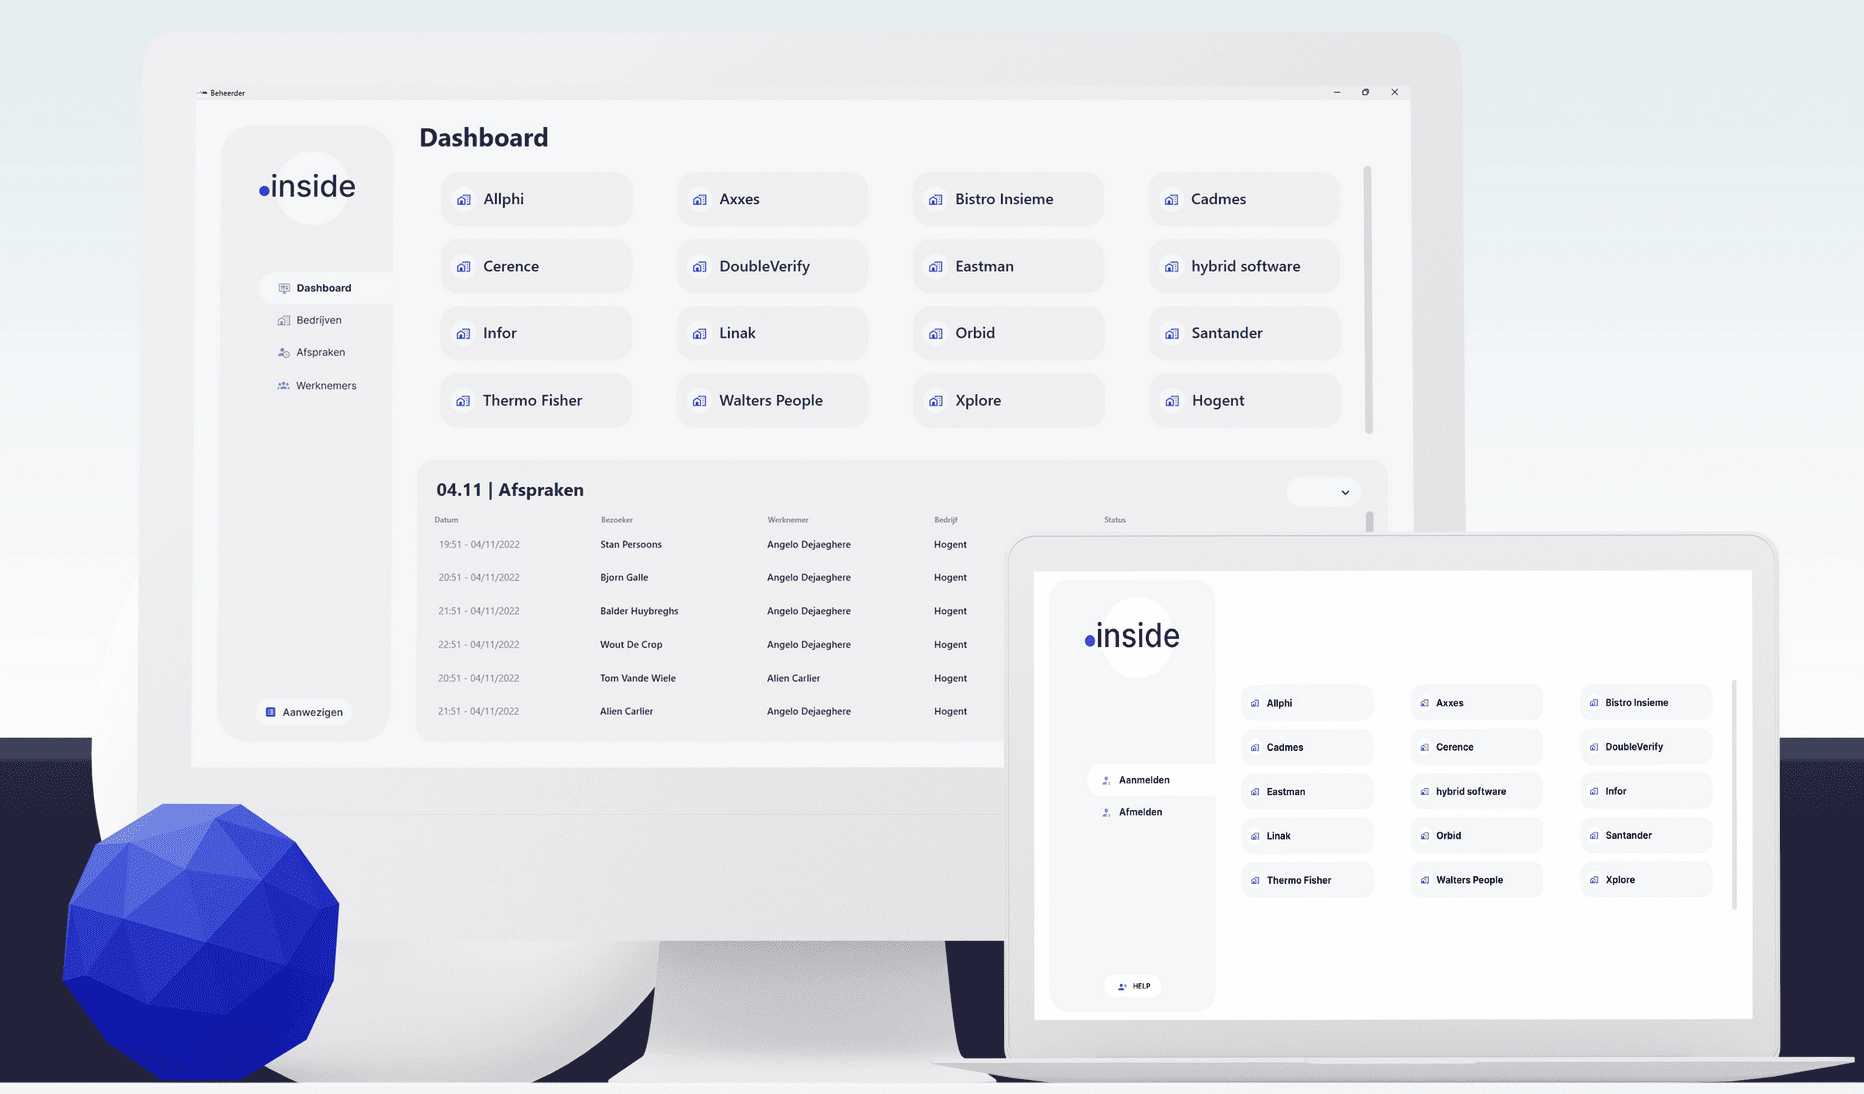 Beheerder
.inside
Dashboard
Bedrijven
Afspraken
Werknemers
Aanwezigen
Dashboard
Allphi Axxes Bistro Insieme Cadmes
Cerence DoubleVerify Eastman hybrid software
Infor Linak Orbid Santander
Thermo Fisher Walters People Xplore Hogent
04.11 | Afspraken
Datum Bezoeker Werknemer Bedrijf Status
19:51 - 04/11/2022 Stan Persoons Angelo Dejaeghere Hogent
20:51 - 04/11/2022 Bjorn Galle Angelo Dejaeghere Hogent
21:51 - 04/11/2022 Balder Huybreghs Angelo Dejaeghere Hogent
22:51 - 04/11/2022 Wout De Crop Angelo Dejaeghere Hogent
20:51 - 04/11/2022 Tom Vande Wiele Alien Carlier Hogent
21:51 - 04/11/2022 Alien Carlier Angelo Dejaeghere Hogent
.inside
Aanmelden
Afmelden
HELP
Allphi Axxes Bistro Insieme
Cadmes Cerence DoubleVerify
Eastman hybrid software Infor
Linak Orbid Santander
Thermo Fisher Walters People Xplore